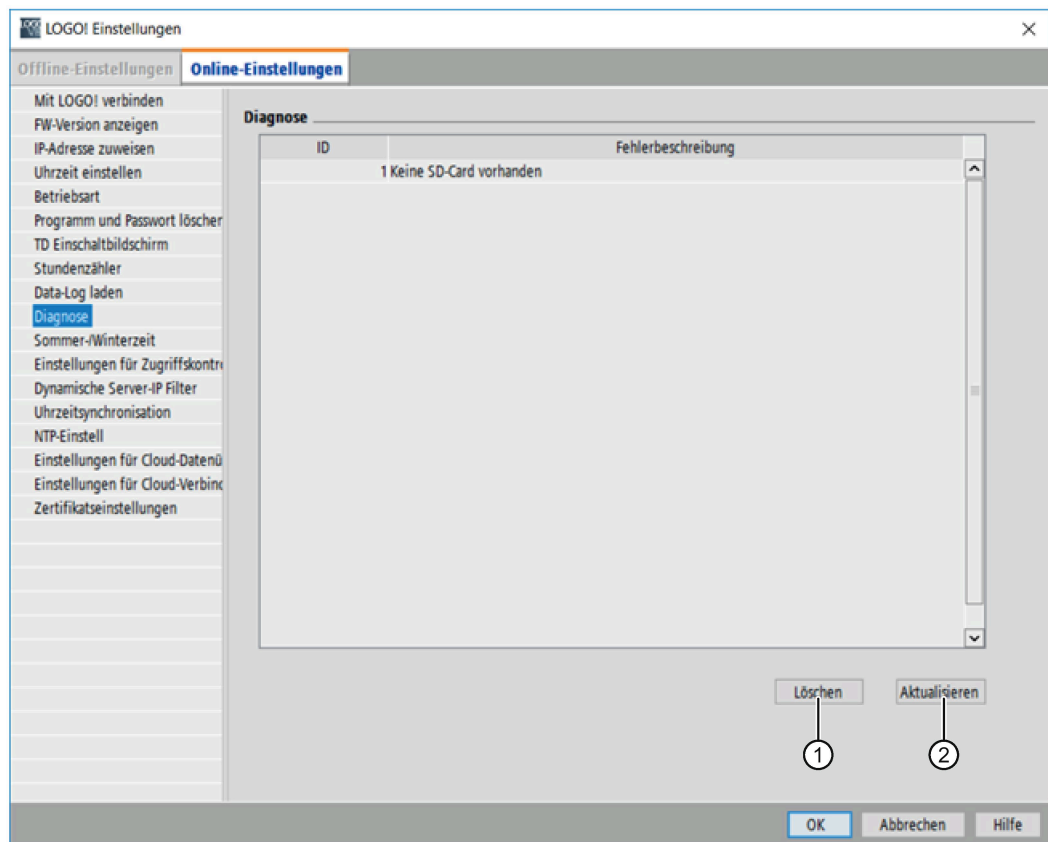 LOGO! Einstellungen
Offline-Einstellungen Online-Einstellungen
Mit LOGO! verbinden
FW-Version anzeigen
IP-Adresse zuweisen
Uhrzeit einstellen
Betriebsart
Programm und Passwort löschen
TD Einschaltbildschirm
Stundenzähler
Data-Log laden
Diagnose
Sommer-/Winterzeit
Einstellungen für Zugriffskontr
Dynamische Server-IP Filter
Uhrzeitsynchronisation
NTP-Einstell
Einstellungen für Cloud-Datenü
Einstellungen für Cloud-Verbind
Zertifikatseinstellungen
Diagnose
ID Fehlerbeschreibung
1 Keine SD-Card vorhanden
Löschen Aktualisieren
1 2
OK Abbrechen Hilfe